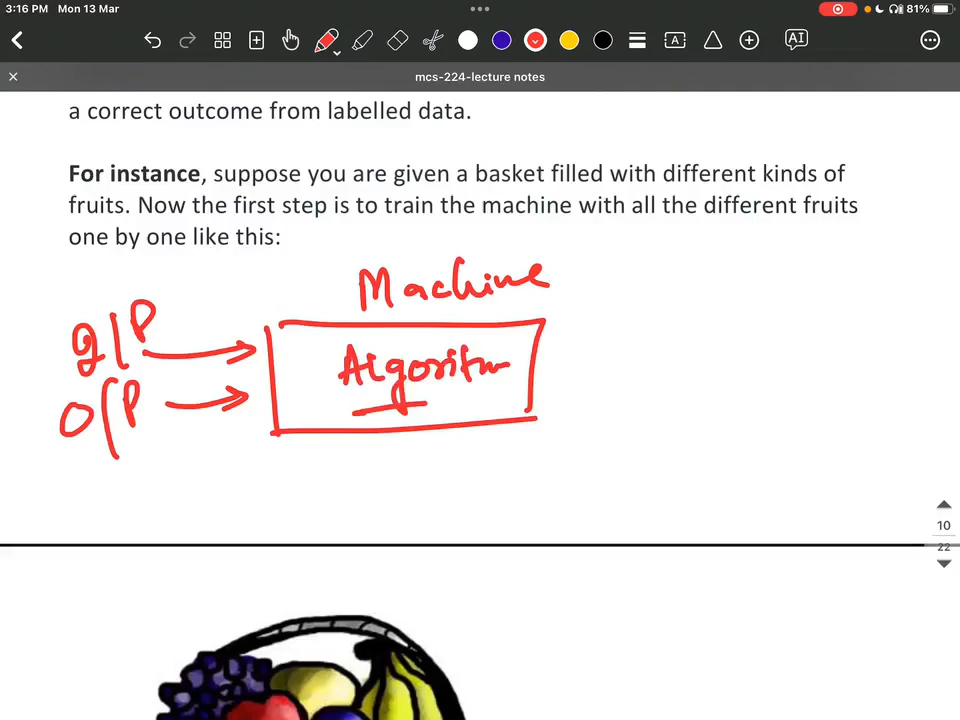 3:16 PM Mon 13 Mar
81%
A
AI
mcs-224-lecture notes
a correct outcome from labelled data.
For instance, suppose you are given a basket filled with different kinds of
fruits. Now the first step is to train the machine with all the different fruits
one by one like this:
Machine
I/P
Algoritm
O/P
10
22